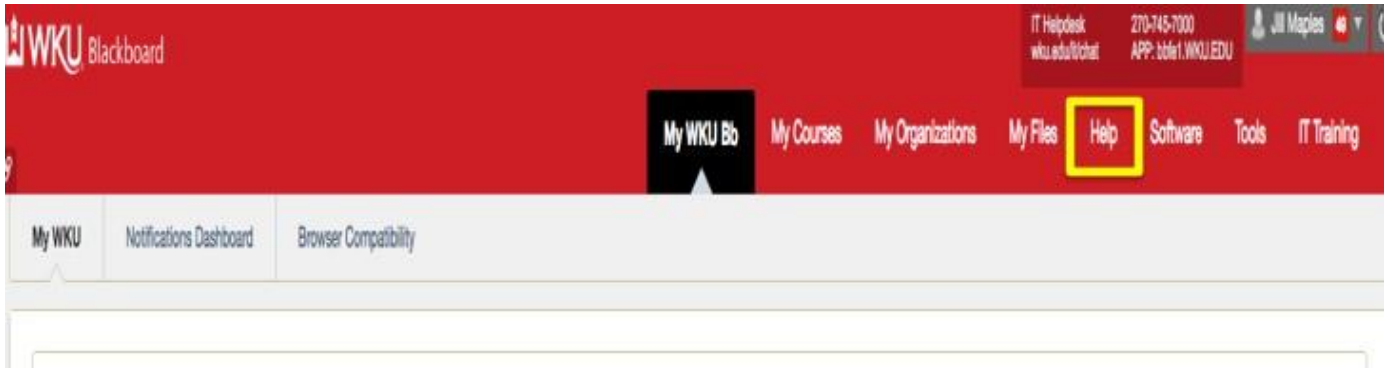 WKU Blackboard
IT Helpdesk 270-745-7000
wku.edu/it/chat APP: bbfe1.WKU.EDU
Jill Maples 46
My WKU Bb My Courses My Organizations My Files Help Software Tools IT Training
My WKU Notifications Dashboard Browser Compatibility